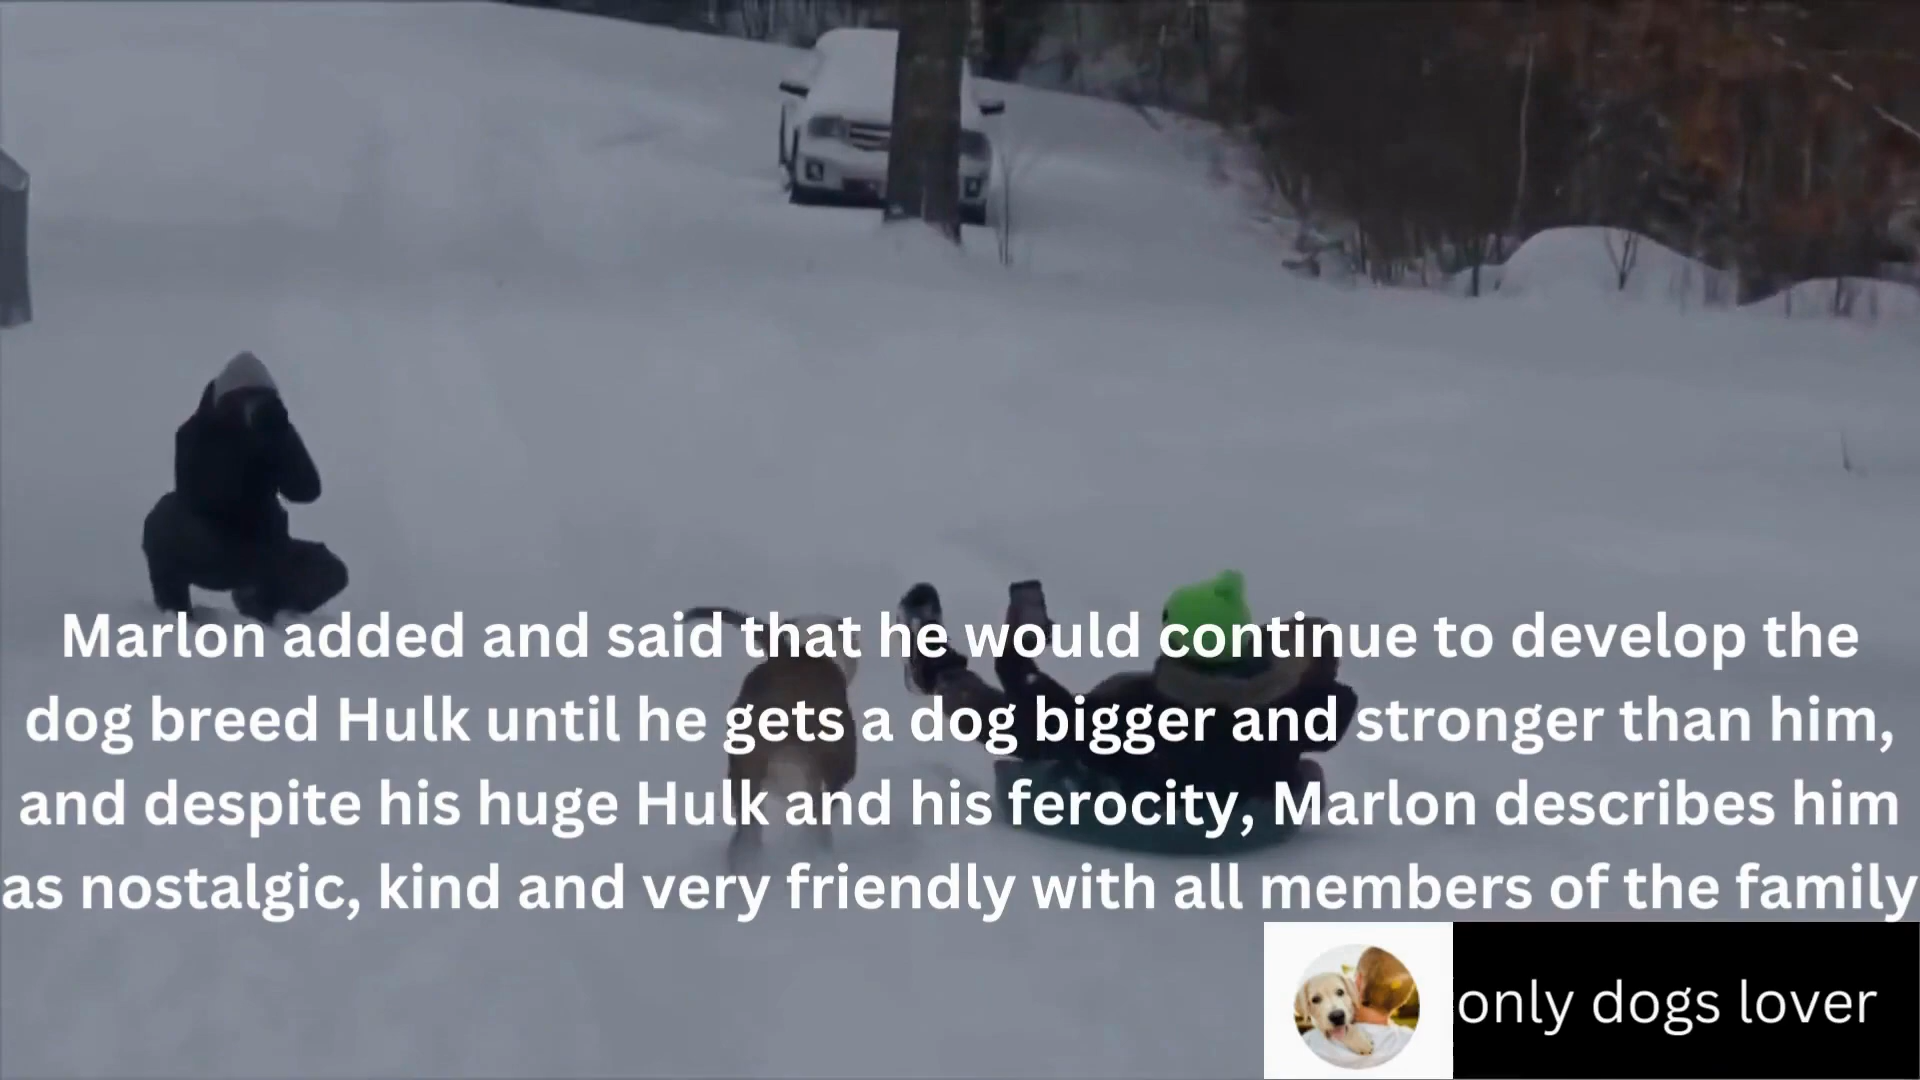 Marlon added and said that he would continue to develop the
dog breed Hulk until he gets a dog bigger and stronger than him,
and despite his huge Hulk and his ferocity, Marlon describes him
as nostalgic, kind and very friendly with all members of the family
only dogs lover